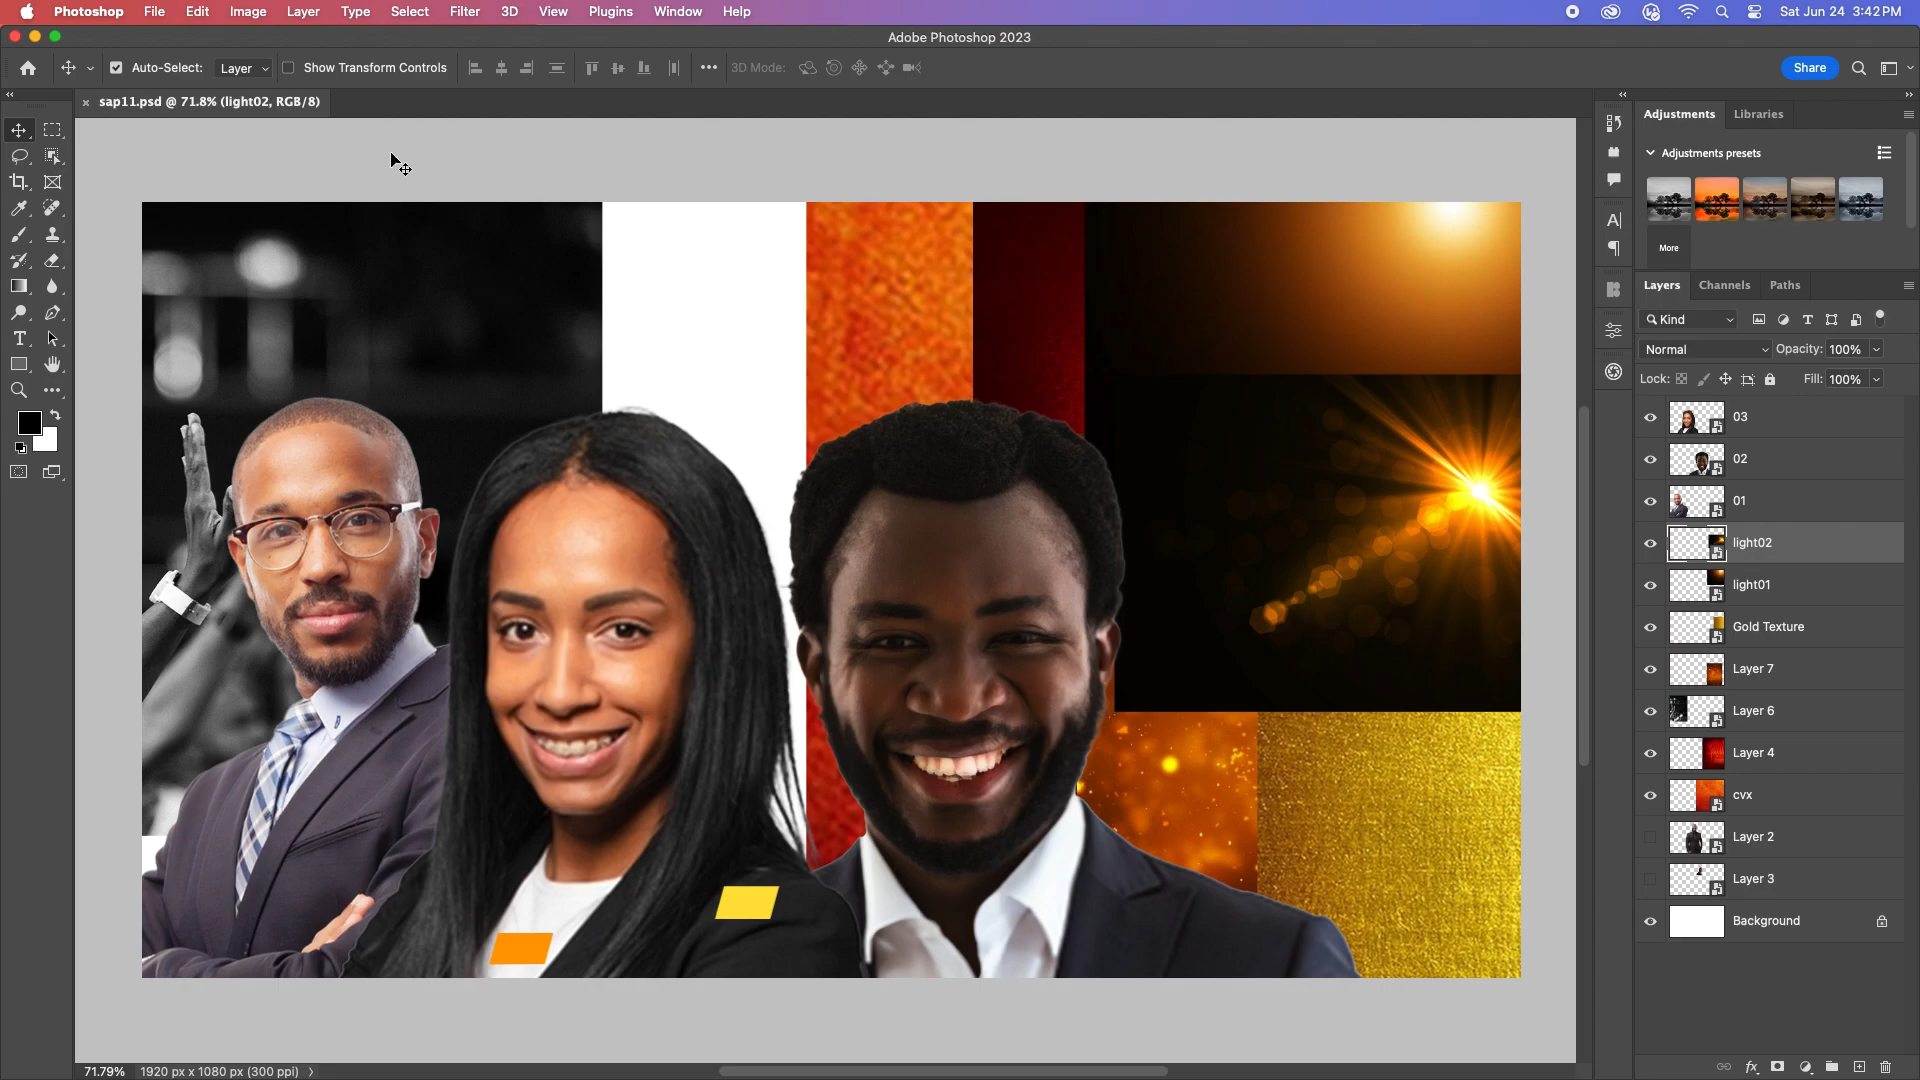 Photoshop File Edit Image Layer Type Select Filter 3D View Plugins Window Help Sat Jun 24 3:42 PM
Adobe Photoshop 2023
Auto-Select: Layer Show Transform Controls 3D Mode: Share
sap11.psd @ 71.8% (light02, RGB/8)
Adjustments Libraries
Adjustments presets
More
Layers Channels Paths
Kind
Normal Opacity: 100%
Lock: Fill: 100%
03
02
01
light02
light01
Gold Texture
Layer 7
Layer 6
Layer 4
cvx
Layer 2
Layer 3
Background
71.79% 1920 px x 1080 px (300 ppi)